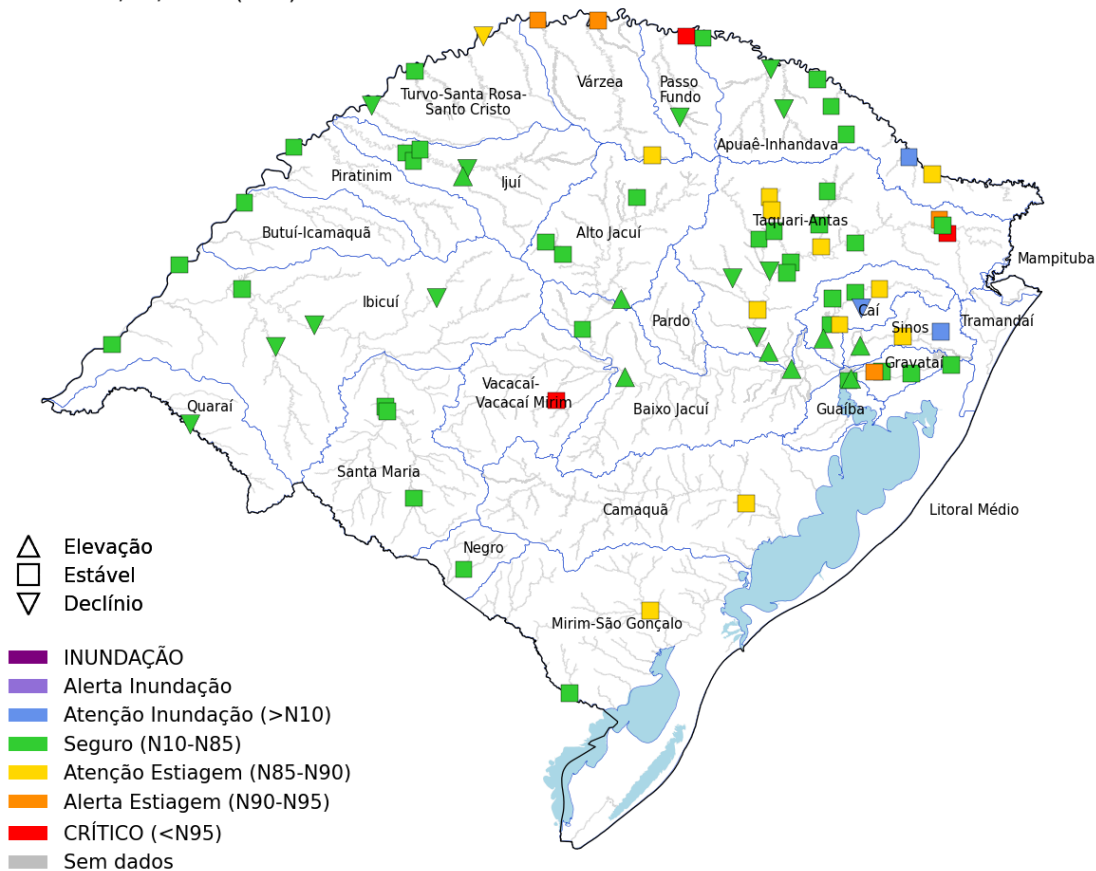 Várzea
Passo
Fundo
Turvo-Santa Rosa-
Santo Cristo
Apuaê-Inhandava
Piratinim
Ijuí
Butuí-Icamaquã
Alto Jacuí
Taquari-Antas
Mampituba
Ibicuí
Pardo
Caí
Sinos
Tramandaí
Gravataí
Vacacaí-
Vacacaí Mirim
Quaraí
Baixo Jacuí
Guaíba
Santa Maria
Camaquã
Litoral Médio
Negro
Mirim-São Gonçalo
Elevação
Estável
Declínio
INUNDAÇÃO
Alerta Inundação
Atenção Inundação (>N10)
Seguro (N10-N85)
Atenção Estiagem (N85-N90)
Alerta Estiagem (N90-N95)
CRÍTICO (<N95)
Sem dados